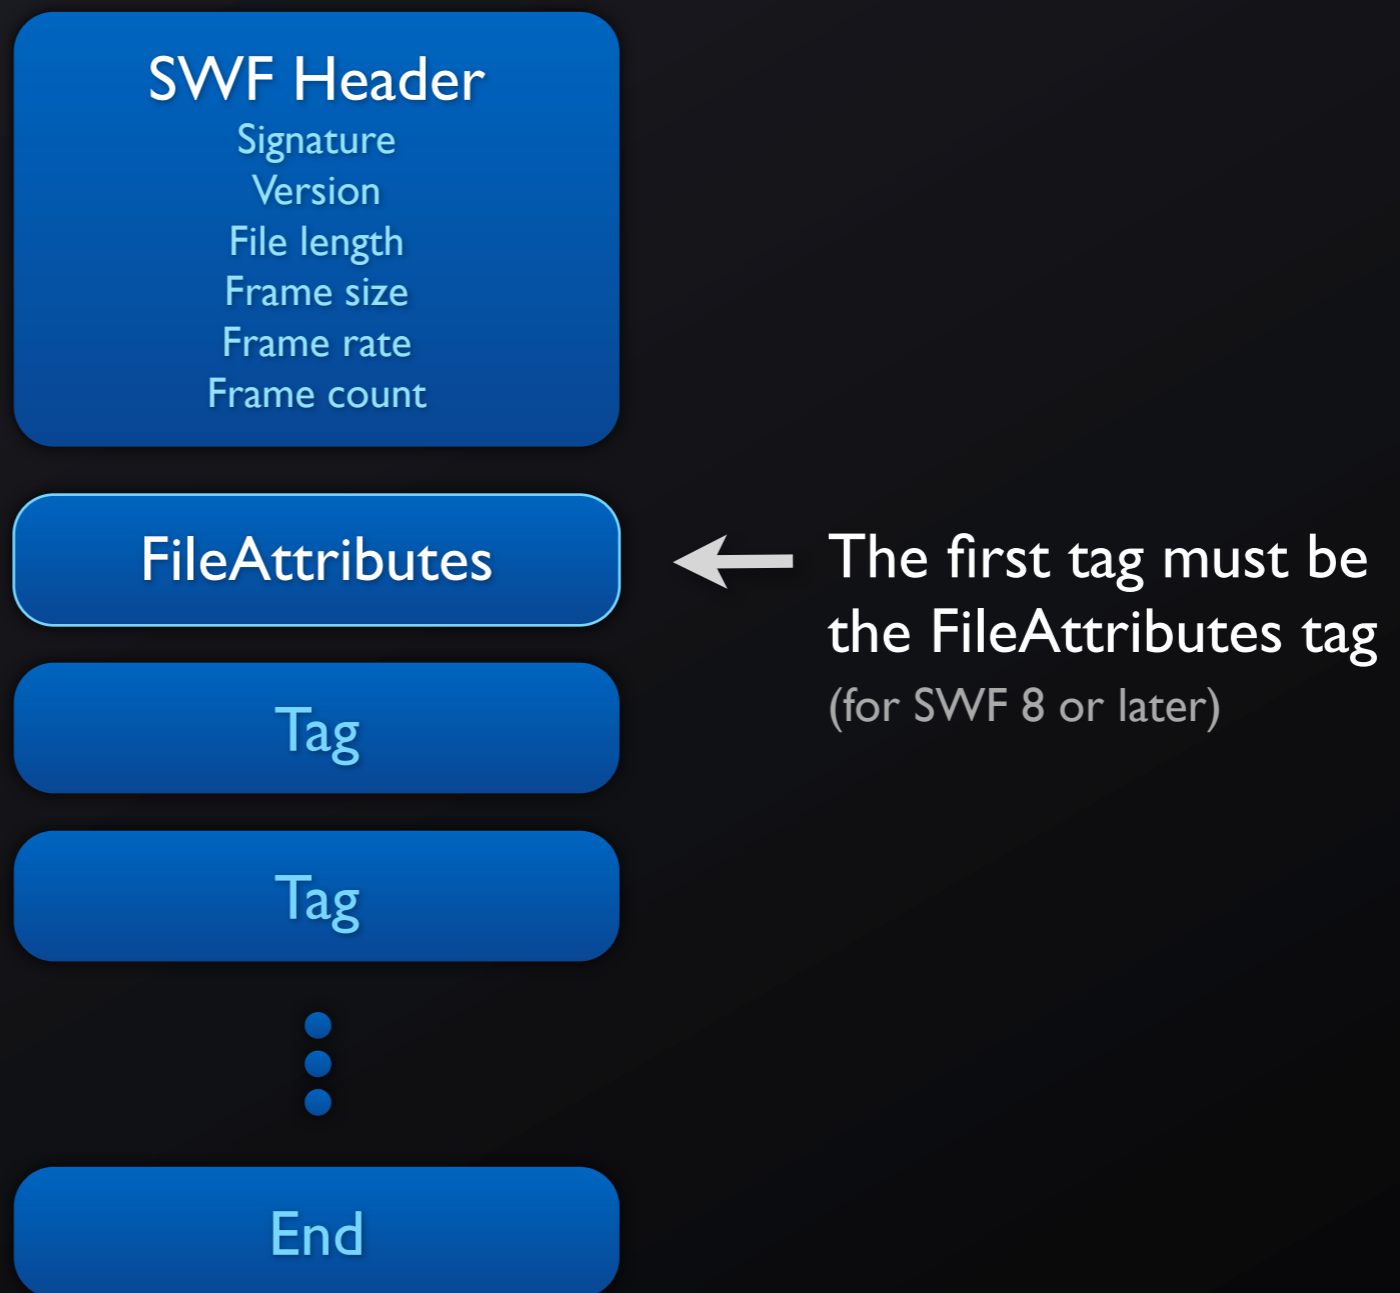 SWF Header
Signature
Version
File length
Frame size
Frame rate
Frame count
FileAttributes
The first tag must be
the FileAttributes tag
(for SWF 8 or later)
Tag
Tag
End